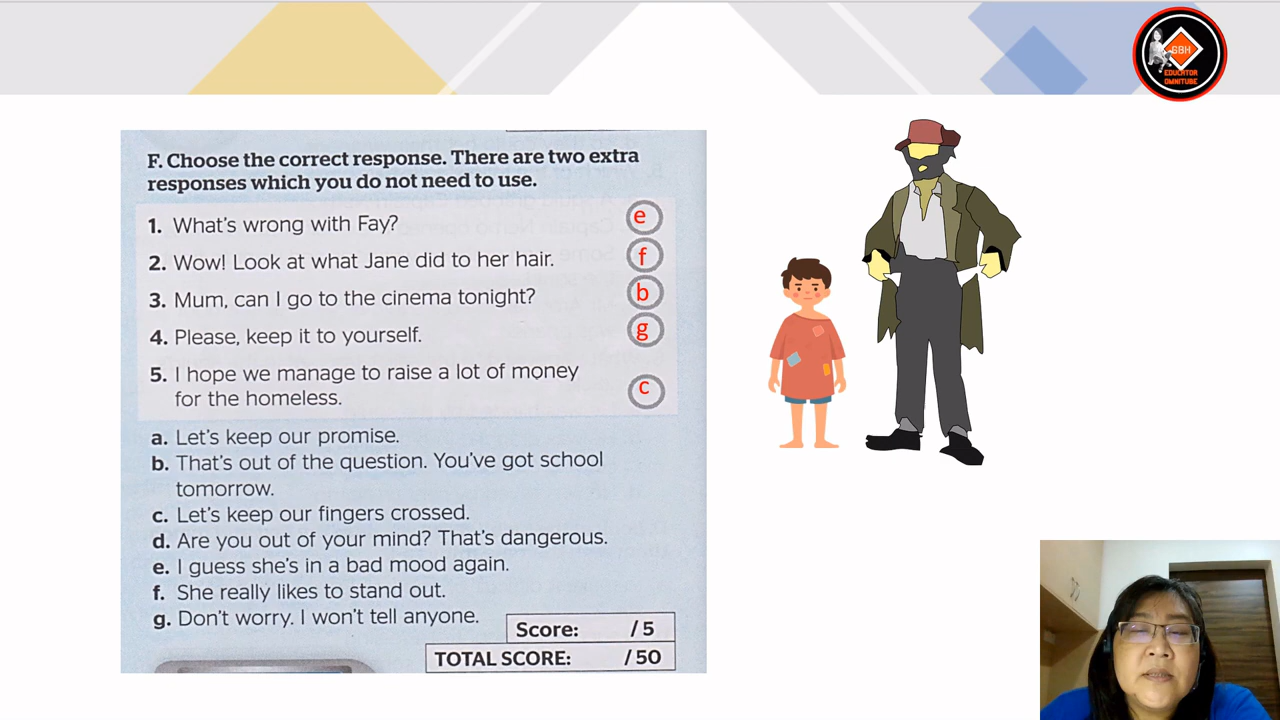 GBH
EDUCATOR
OMNITUBE
F. Choose the correct response. There are two extra
responses which you do not need to use.
1. What's wrong with Fay? e
2. Wow! Look at what Jane did to her hair. f
3. Mum, can I go to the cinema tonight? b
4. Please, keep it to yourself. g
5. I hope we manage to raise a lot of money
for the homeless. c
a. Let's keep our promise.
b. That's out of the question. You've got school
tomorrow.
c. Let's keep our fingers crossed.
d. Are you out of your mind? That's dangerous.
e. I guess she's in a bad mood again.
f. She really likes to stand out.
g. Don't worry. I won't tell anyone.
Score: /5
TOTAL SCORE: /50